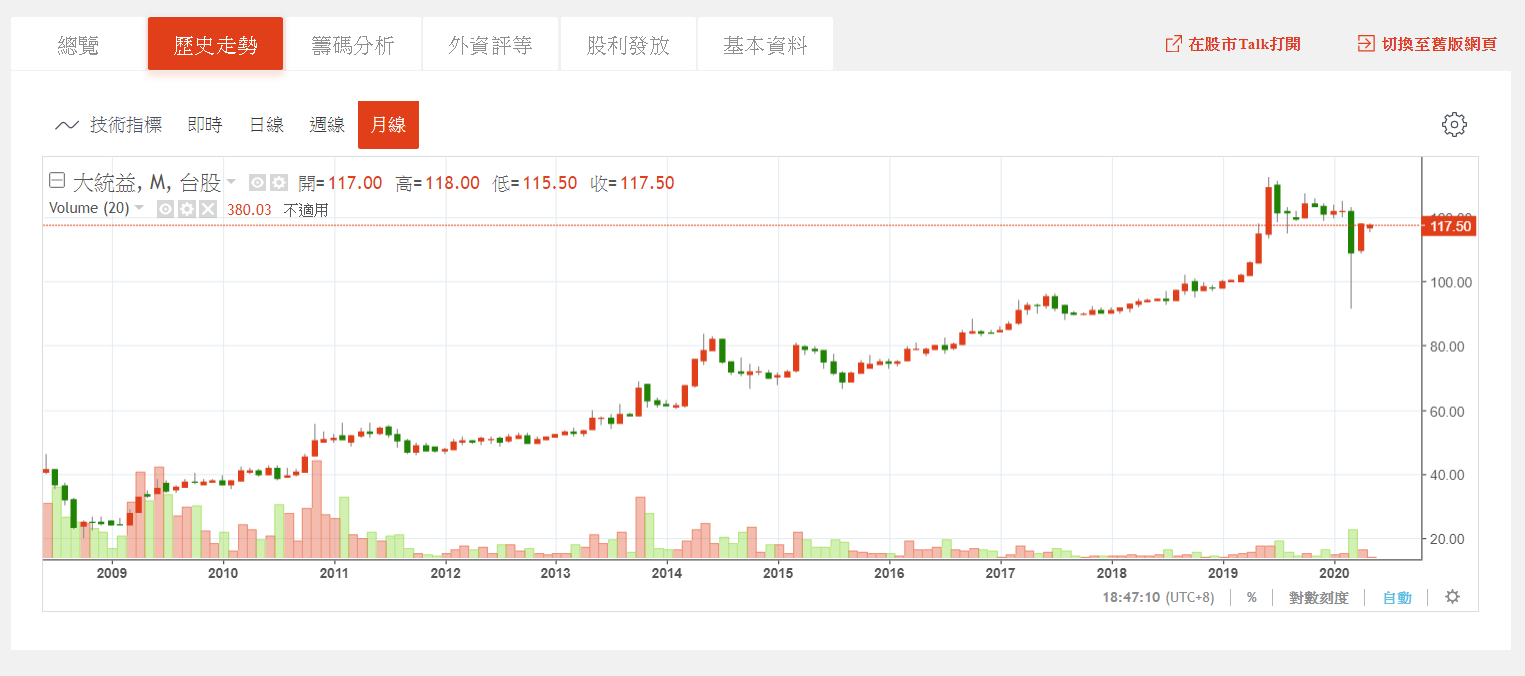 總覽 歷史走勢 籌碼分析 外資評等 股利發放 基本資料 在股市Talk打開 切換至舊版網頁
技術指標 即時 日線 週線 月線
大統益, M, 台股 開=117.00 高=118.00 低=115.50 收=117.50
Volume (20) 380.03 不適用
117.50
100.00
80.00
60.00
40.00
20.00
2009 2010 2011 2012 2013 2014 2015 2016 2017 2018 2019 2020
18:47:10 (UTC+8) % 對數刻度 自動